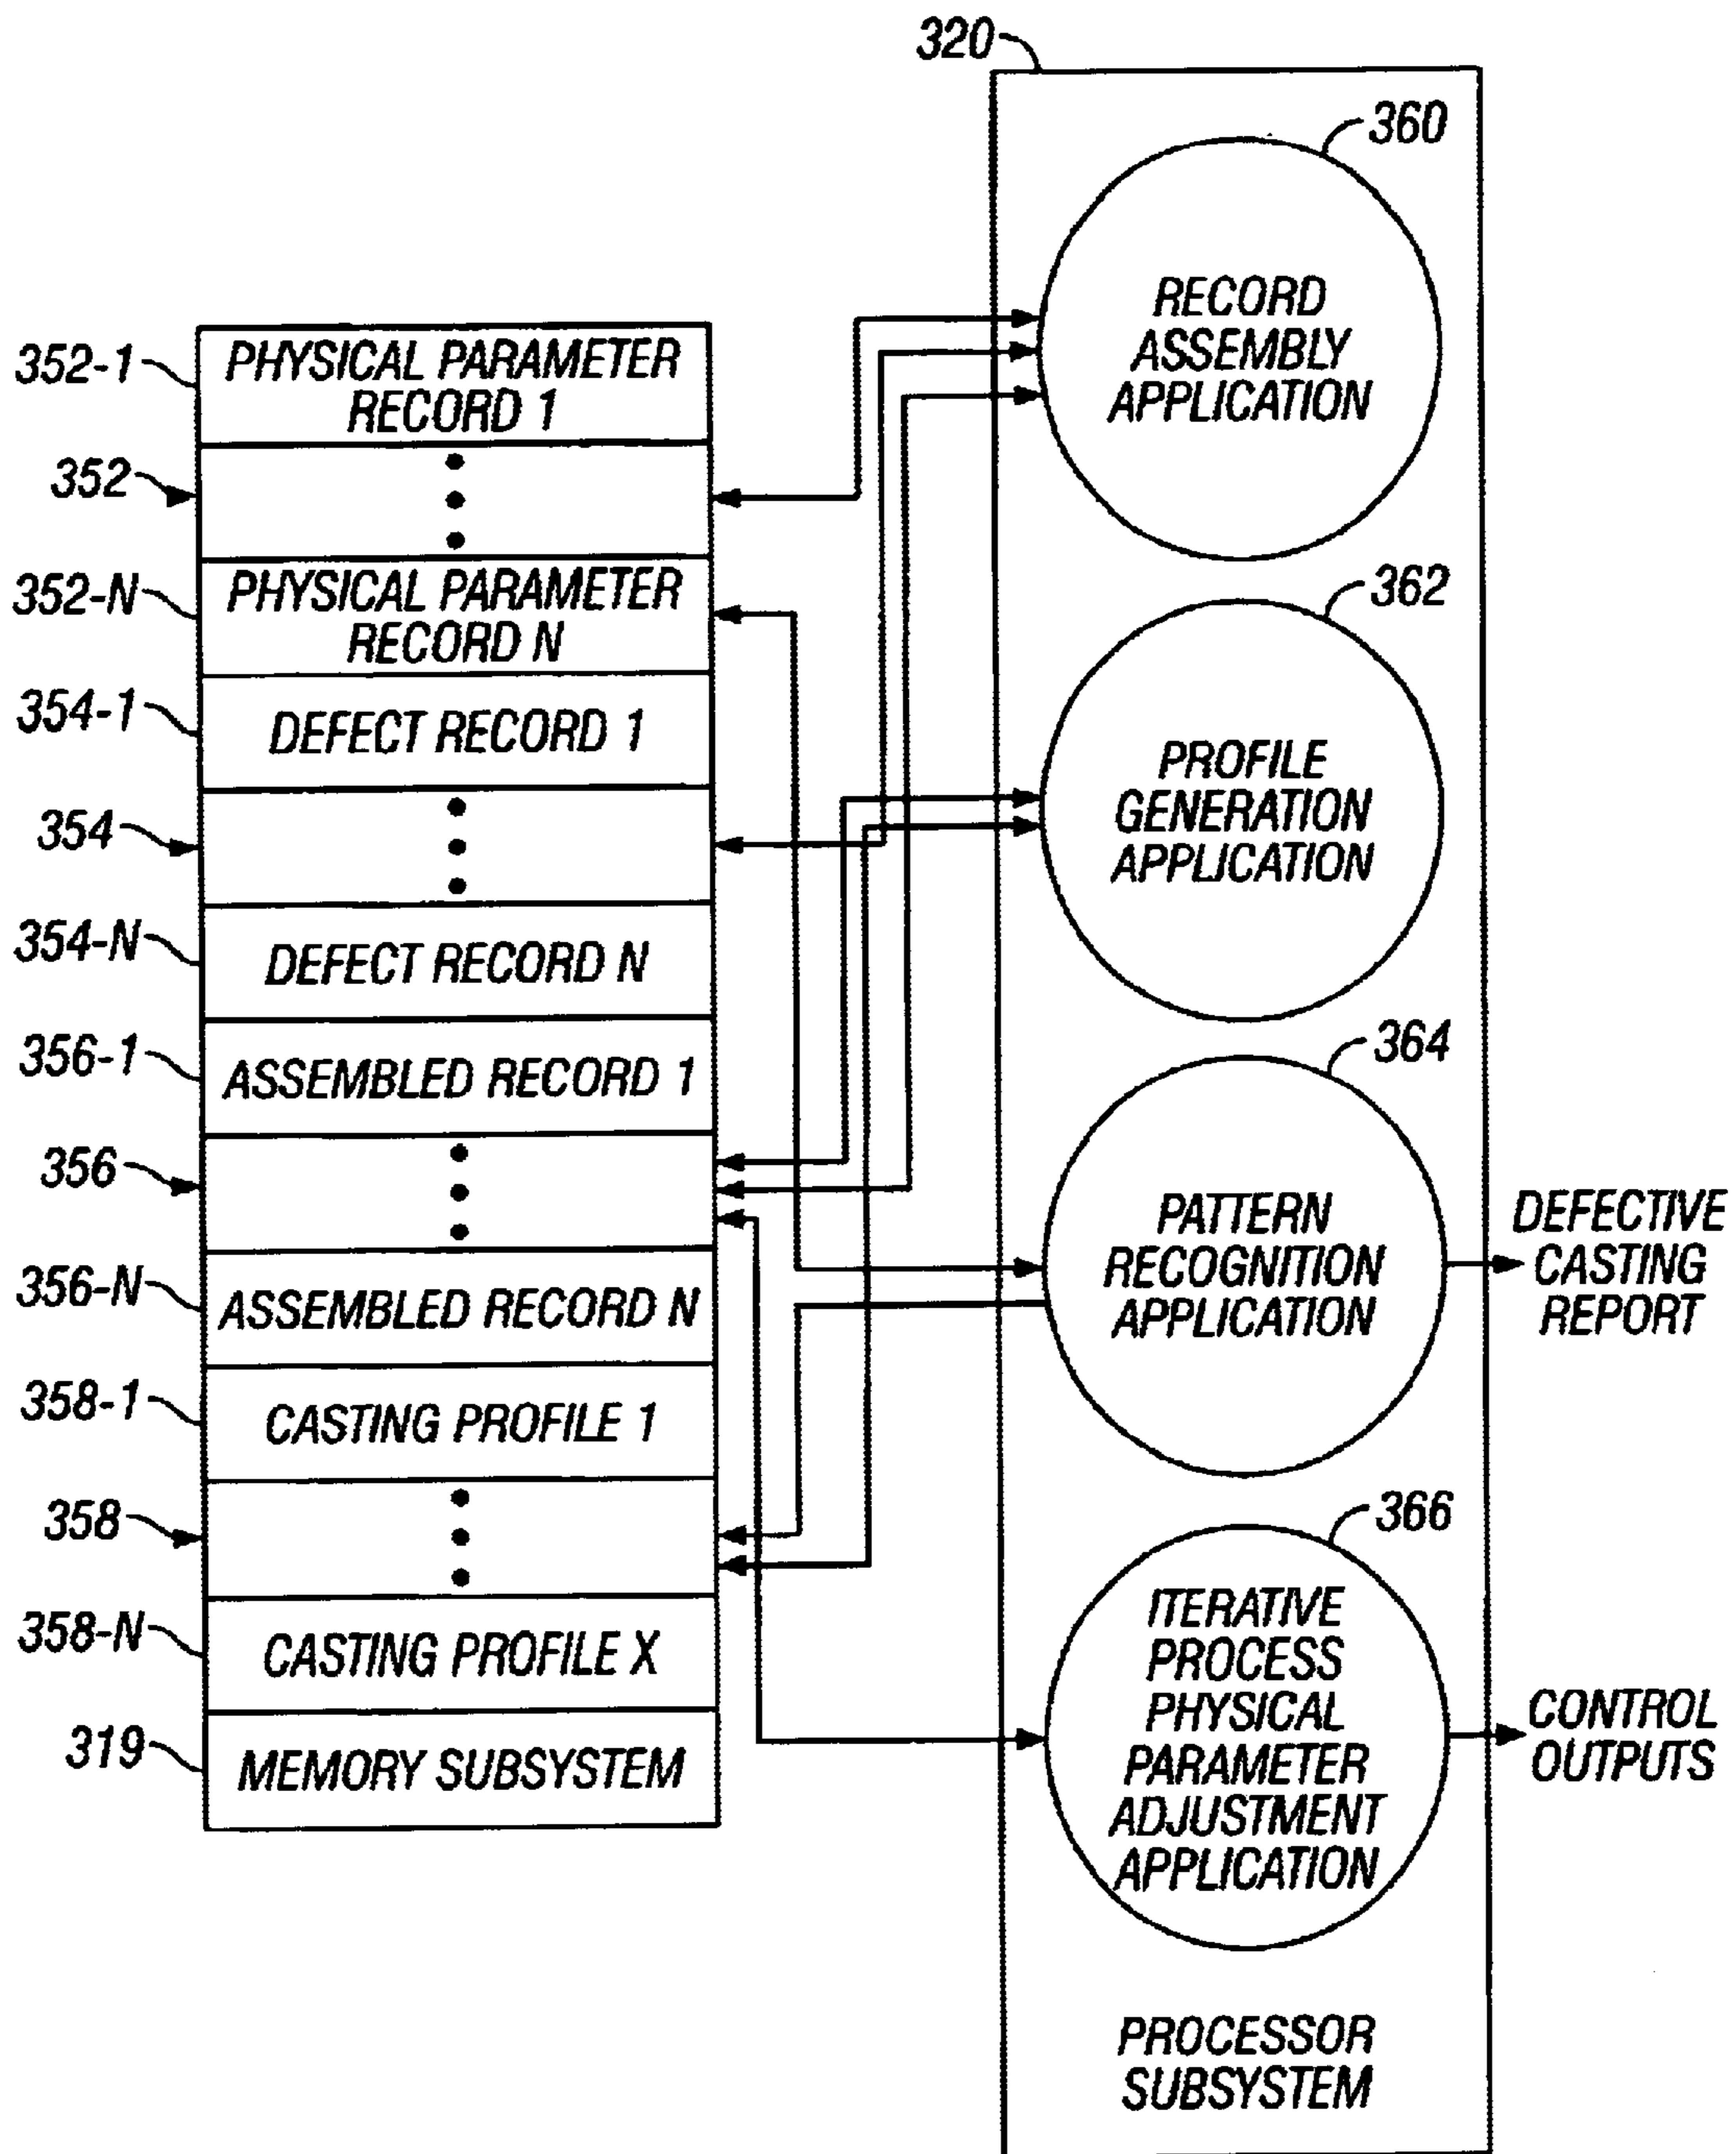 320
360
RECORD
ASSEMBLY
APPLICATION
352-1
PHYSICAL PARAMETER
RECORD 1
352
352-N
PHYSICAL PARAMETER
RECORD N
362
PROFILE
GENERATION
APPLICATION
354-1
DEFECT RECORD 1
354
354-N
DEFECT RECORD N
356-1
ASSEMBLED RECORD 1
364
PATTERN
RECOGNITION
APPLICATION
DEFECTIVE
CASTING
REPORT
356
356-N
ASSEMBLED RECORD N
358-1
CASTING PROFILE 1
358
358-N
CASTING PROFILE X
319
MEMORY SUBSYSTEM
366
ITERATIVE
PROCESS
PHYSICAL
PARAMETER
ADJUSTMENT
APPLICATION
CONTROL
OUTPUTS
PROCESSOR
SUBSYSTEM